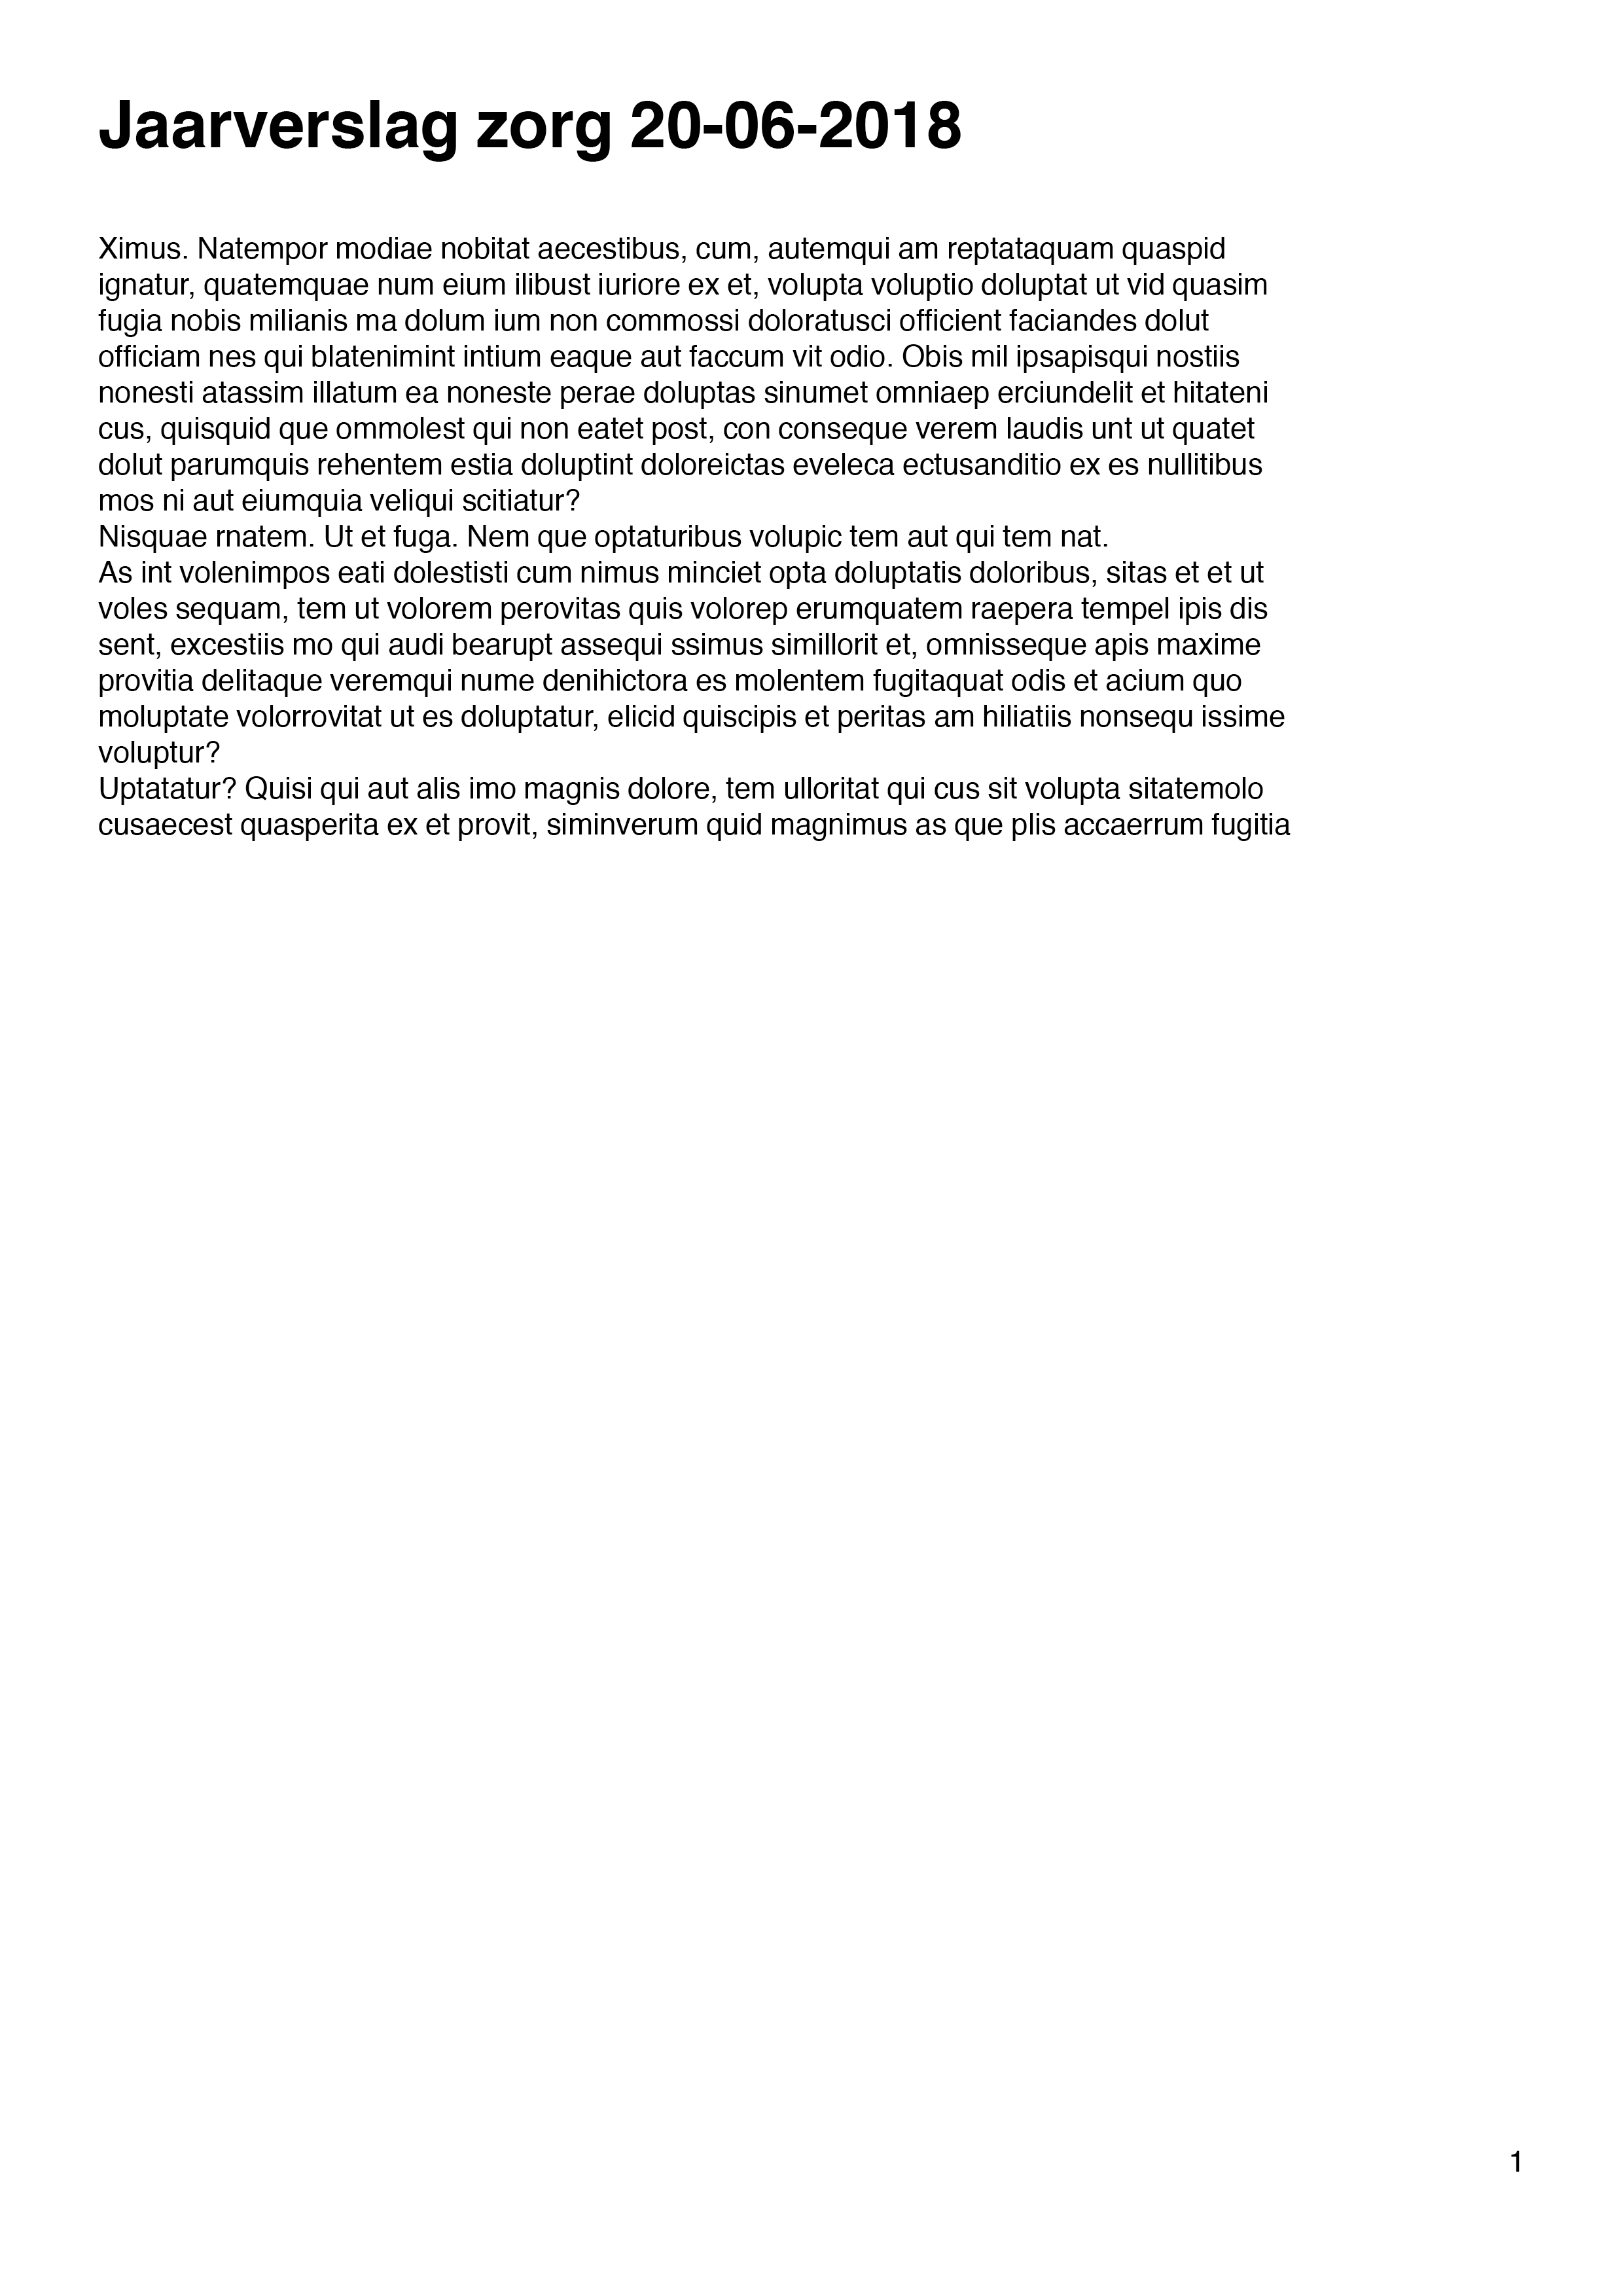 Jaarverslag zorg 20-06-2018
Ximus. Natempor modiae nobitat aecestibus, cum, autemqui am reptataquam quaspid
ignatur, quatemquae num eium ilibust iuriore ex et, volupta voluptio doluptat ut vid quasim
fugia nobis milianis ma dolum ium non commossi doloratusci officient faciandes dolut
officiam nes qui blatenimint intium eaque aut faccum vit odio. Obis mil ipsapisqui nostiis
nonesti atassim illatum ea noneste perae doluptas sinumet omniaep erciundelit et hitateni
cus, quisquid que ommolest qui non eatet post, con conseque verem laudis unt ut quatet
dolut parumquis rehentem estia doluptint doloreictas eveleca ectusanditio ex es nullitibus
mos ni aut eiumquia veliqui scitiatur?
Nisquae rnatem. Ut et fuga. Nem que optaturibus volupic tem aut qui tem nat.
As int volenimpos eati dolestisti cum nimus minciet opta doluptatis doloribus, sitas et et ut
voles sequam, tem ut volorem perovitas quis volorep erumquatem raepera tempel ipis dis
sent, excestiis mo qui audi bearupt assequi ssimus simillorit et, omnisseque apis maxime
provitia delitaque veremqui nume denihictora es molentem fugitaquat odis et acium quo
moluptate volorrovitat ut es doluptatur, elicid quiscipis et peritas am hiliatiis nonsequ issime
voluptur?
Uptatatur? Quisi qui aut alis imo magnis dolore, tem ulloritat qui cus sit volupta sitatemolo
cusaecest quasperita ex et provit, siminverum quid magnimus as que plis accaerrum fugitia
1